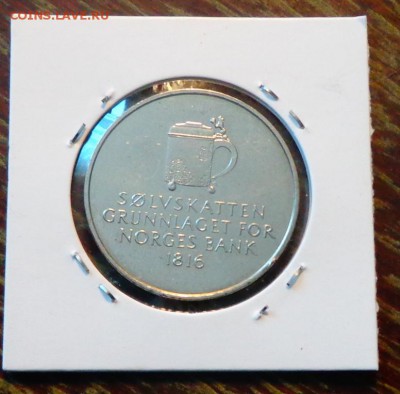 COINS.LAVE.RU
SØLVSKATTEN
GRUNNLAGET FOR
NORGES BANK
1816